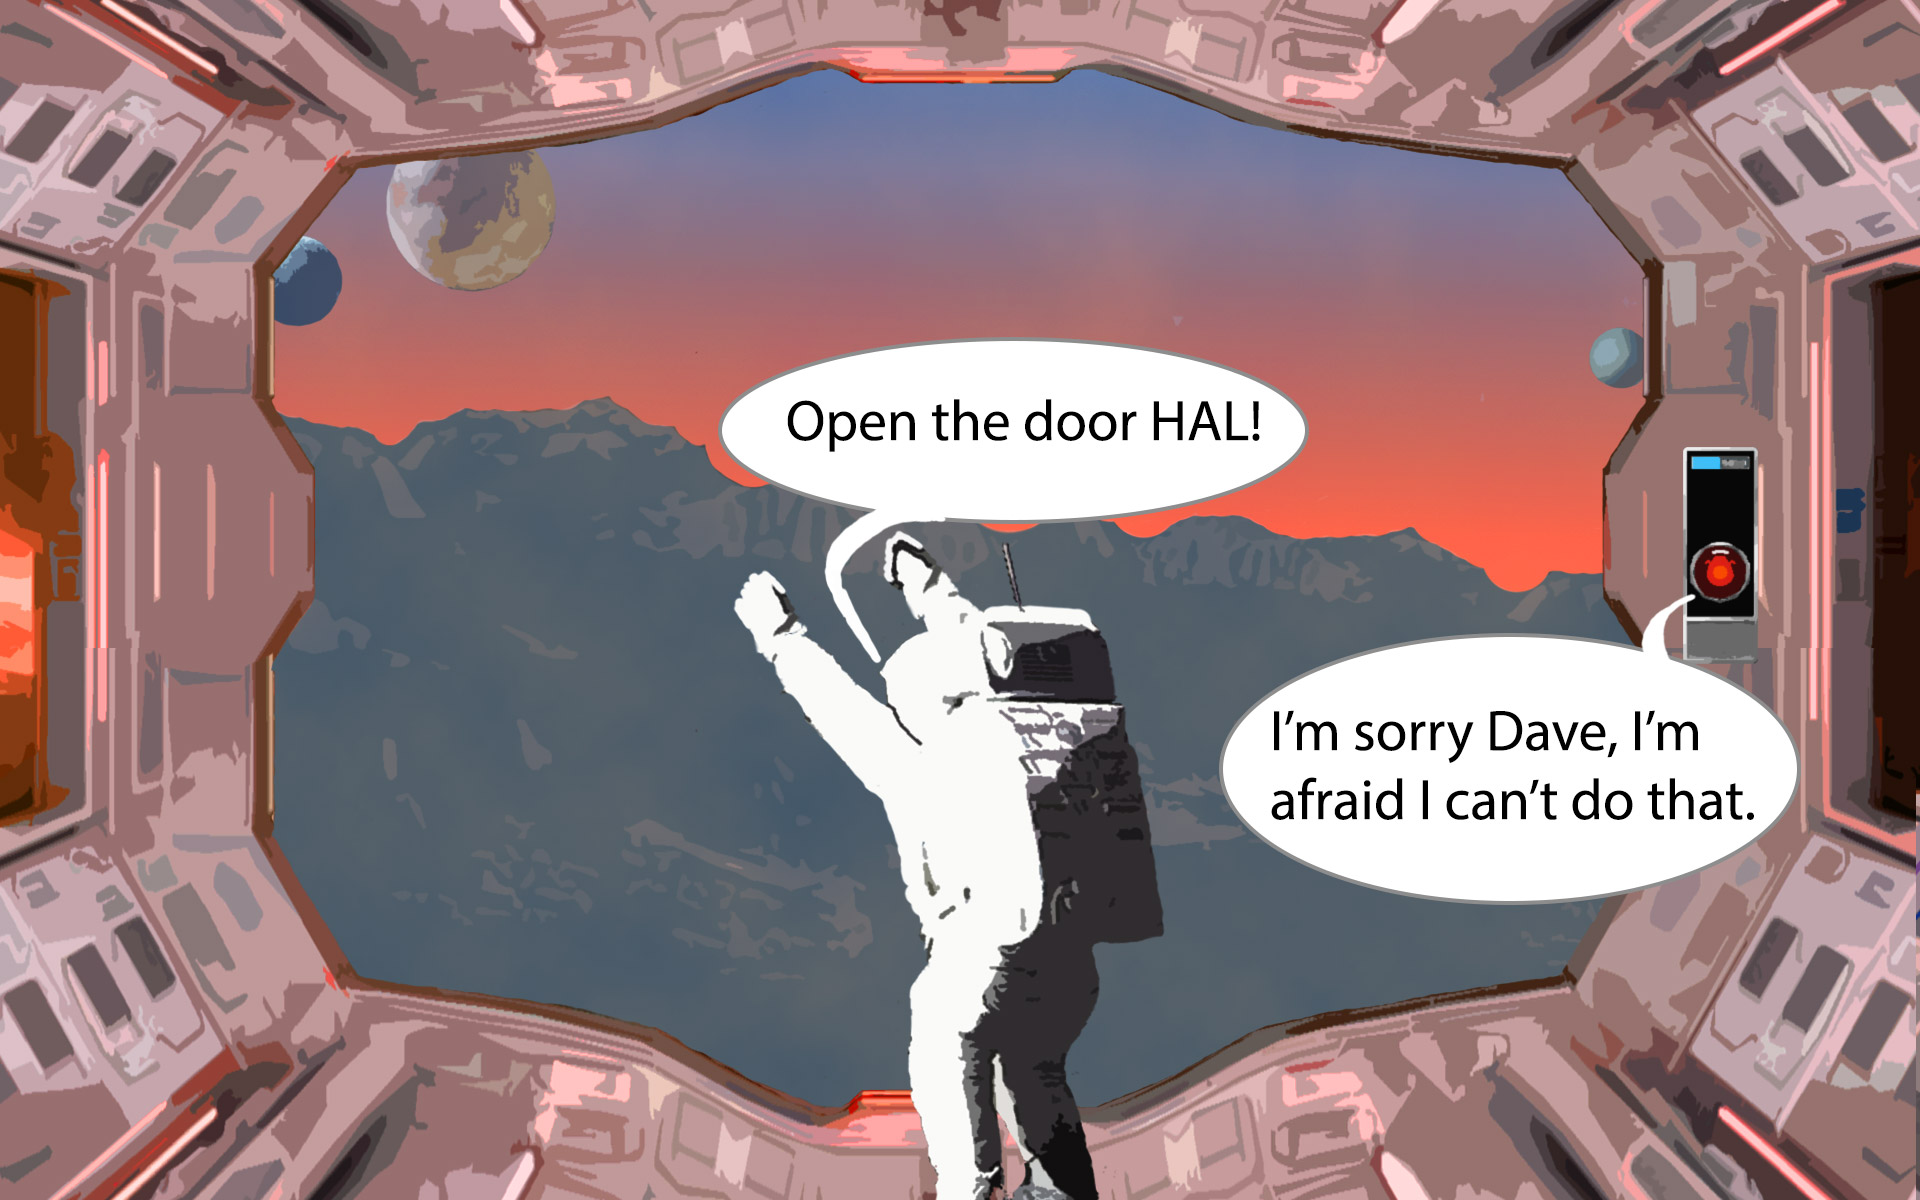 Open the door HAL!
I’m sorry Dave, I’m
afraid I can’t do that.